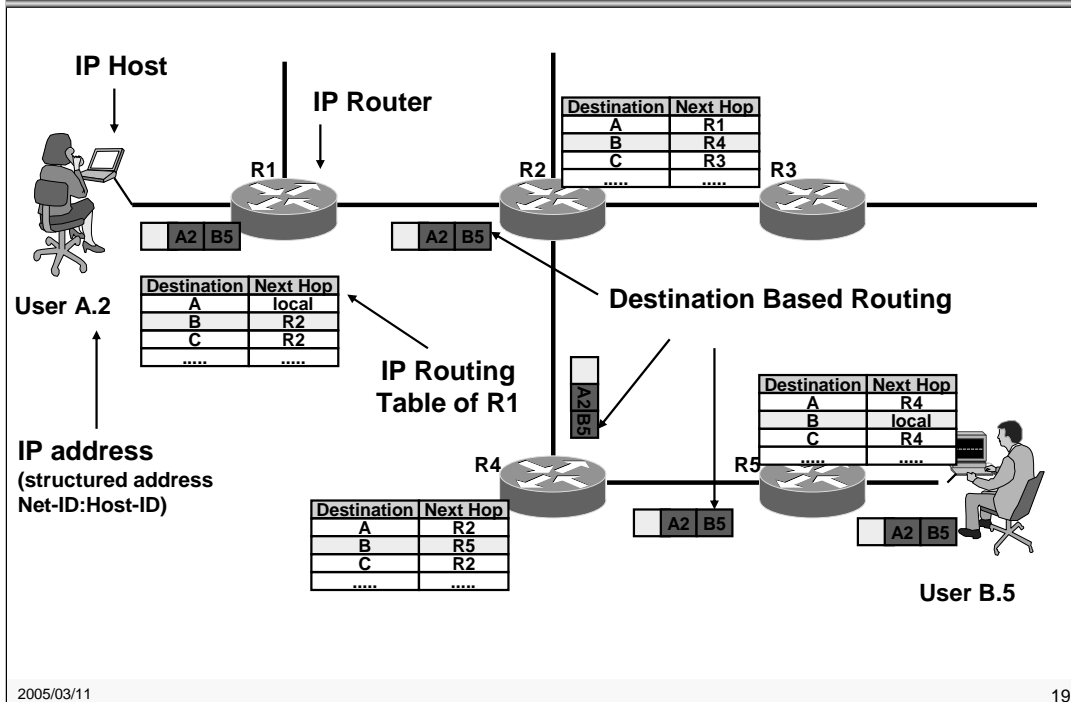 IP Host
IP Router
Destination Next Hop
A R1
B R4
C R3
..... .....
R1
R2
R3
A2 B5
A2 B5
User A.2
Destination Next Hop
A local
B R2
C R2
..... .....
Destination Based Routing
IP Routing
Table of R1
A2 B5
IP address
(structured address
Net-ID:Host-ID)
Destination Next Hop
A R4
B local
C R4
..... .....
R4
R5
Destination Next Hop
A R2
B R5
C R2
..... .....
A2 B5
A2 B5
User B.5
2005/03/11
19